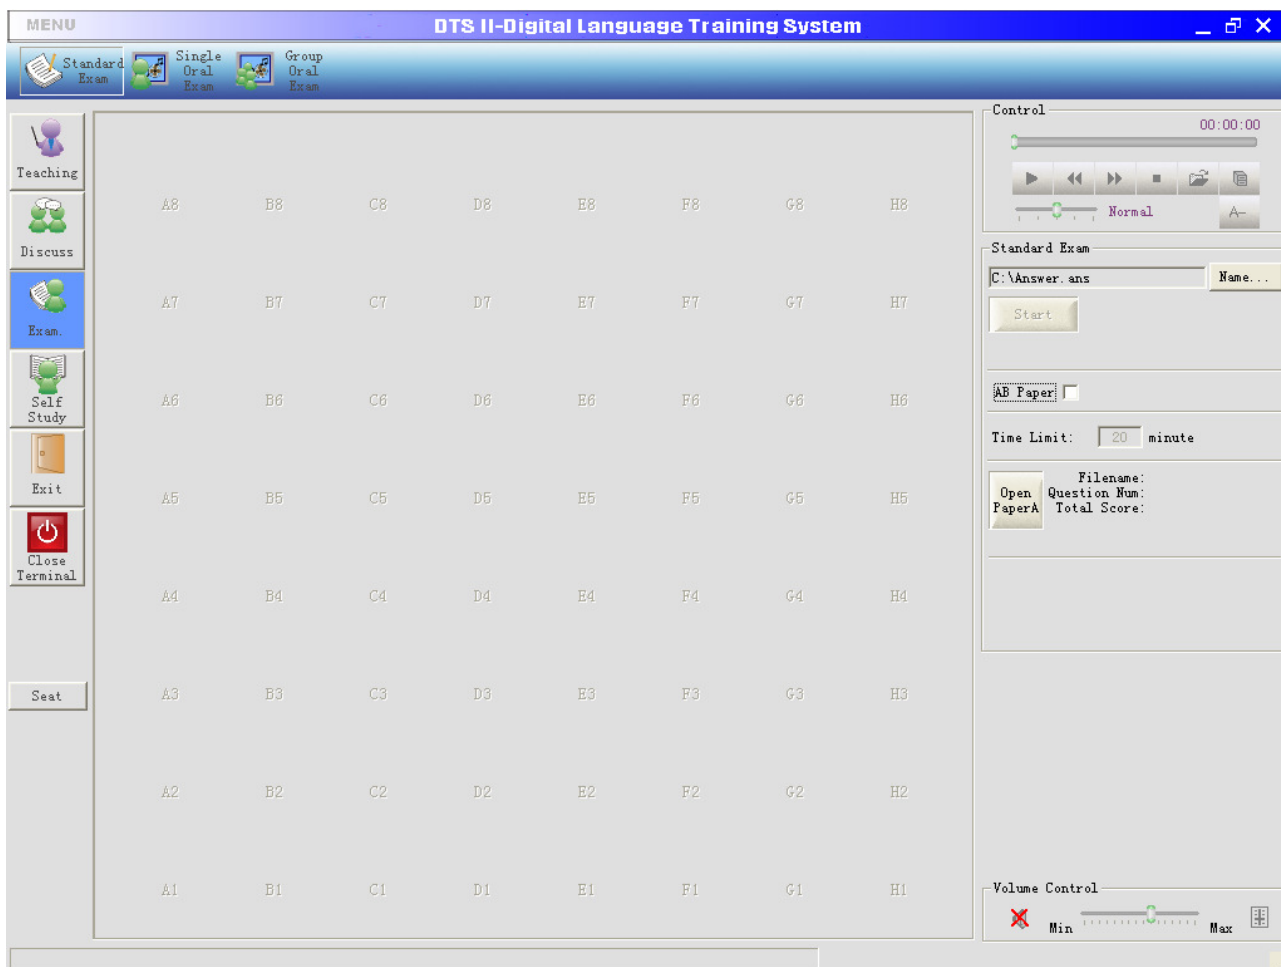 MENU
DTS II-Digital Language Training System
Standard
Exam
Single
Oral
Exam
Group
Oral
Exam
Teaching
Discuss
Exam.
Self
Study
Exit
Close
Terminal
Seat
A8 B8 C8 D8 E8 F8 G8 H8
A7 B7 C7 D7 E7 F7 G7 H7
A6 B6 C6 D6 E6 F6 G6 H6
A5 B5 C5 D5 E5 F5 G5 H5
A4 B4 C4 D4 E4 F4 G4 H4
A3 B3 C3 D3 E3 F3 G3 H3
A2 B2 C2 D2 E2 F2 G2 H2
A1 B1 C1 D1 E1 F1 G1 H1
Control
00:00:00
Normal
A-
Standard Exam
C:\Answer.ans
Name...
Start
AB Paper
Time Limit: 20 minute
Open
PaperA
Filename:
Question Num:
Total Score:
Volume Control
Min
Max